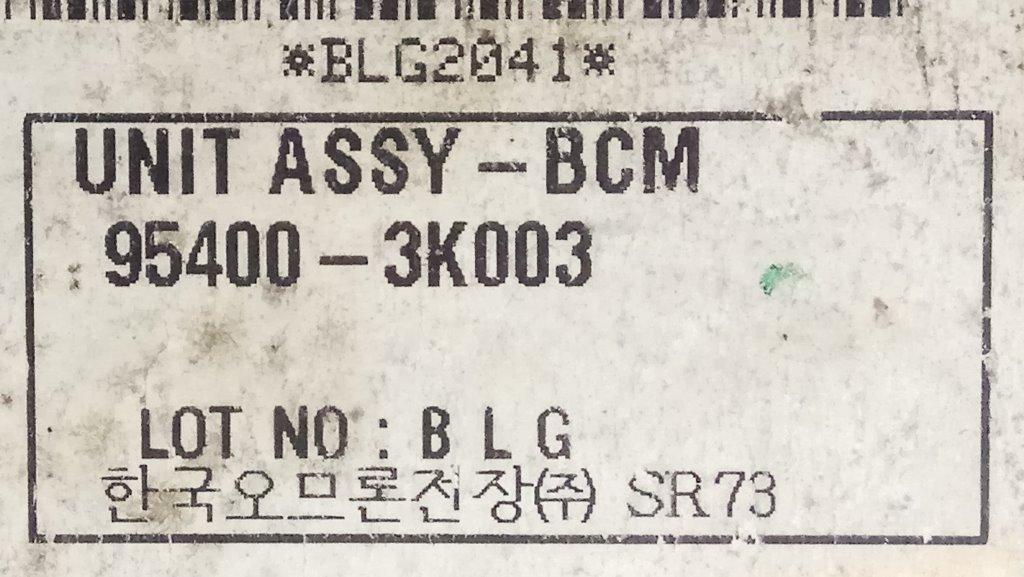 *BLG2041*
UNIT ASSY - BCM
95400 - 3K003
LOT NO : B L G
한국오므론전장(주) SR73